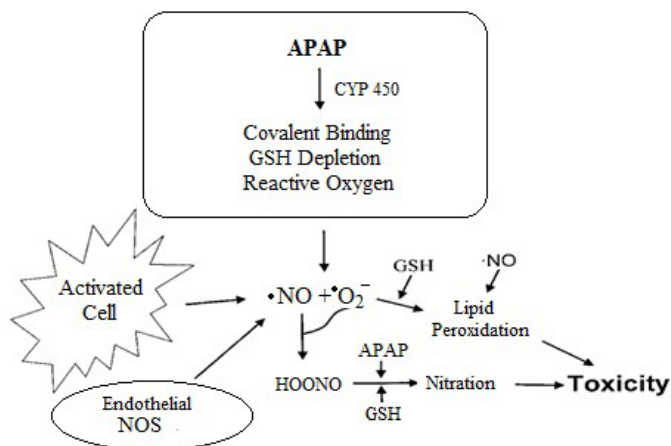 APAP
CYP 450
Covalent Binding
GSH Depletion
Reactive Oxygen
Activated
Cell
•NO + •O₂⁻
GSH
·NO
Lipid
Peroxidation
APAP
HOONO
Nitration
Toxicity
GSH
Endothelial
NOS